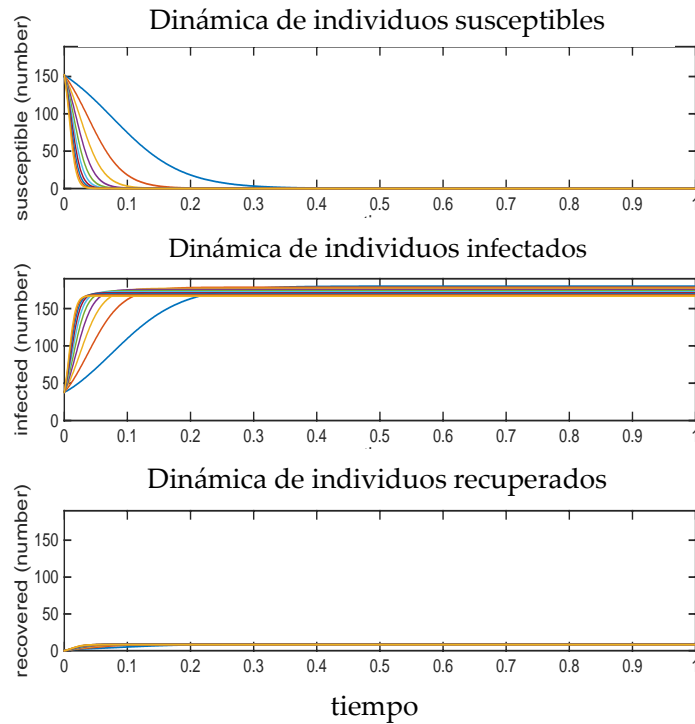 Dinámica de individuos susceptibles
susceptible (number)
150
100
50
0
0 0.1 0.2 0.3 0.4 0.5 0.6 0.7 0.8 0.9 1
Dinámica de individuos infectados
infected (number)
150
100
50
0
0 0.1 0.2 0.3 0.4 0.5 0.6 0.7 0.8 0.9 1
Dinámica de individuos recuperados
recovered (number)
150
100
50
0
0 0.1 0.2 0.3 0.4 0.5 0.6 0.7 0.8 0.9 1
tiempo